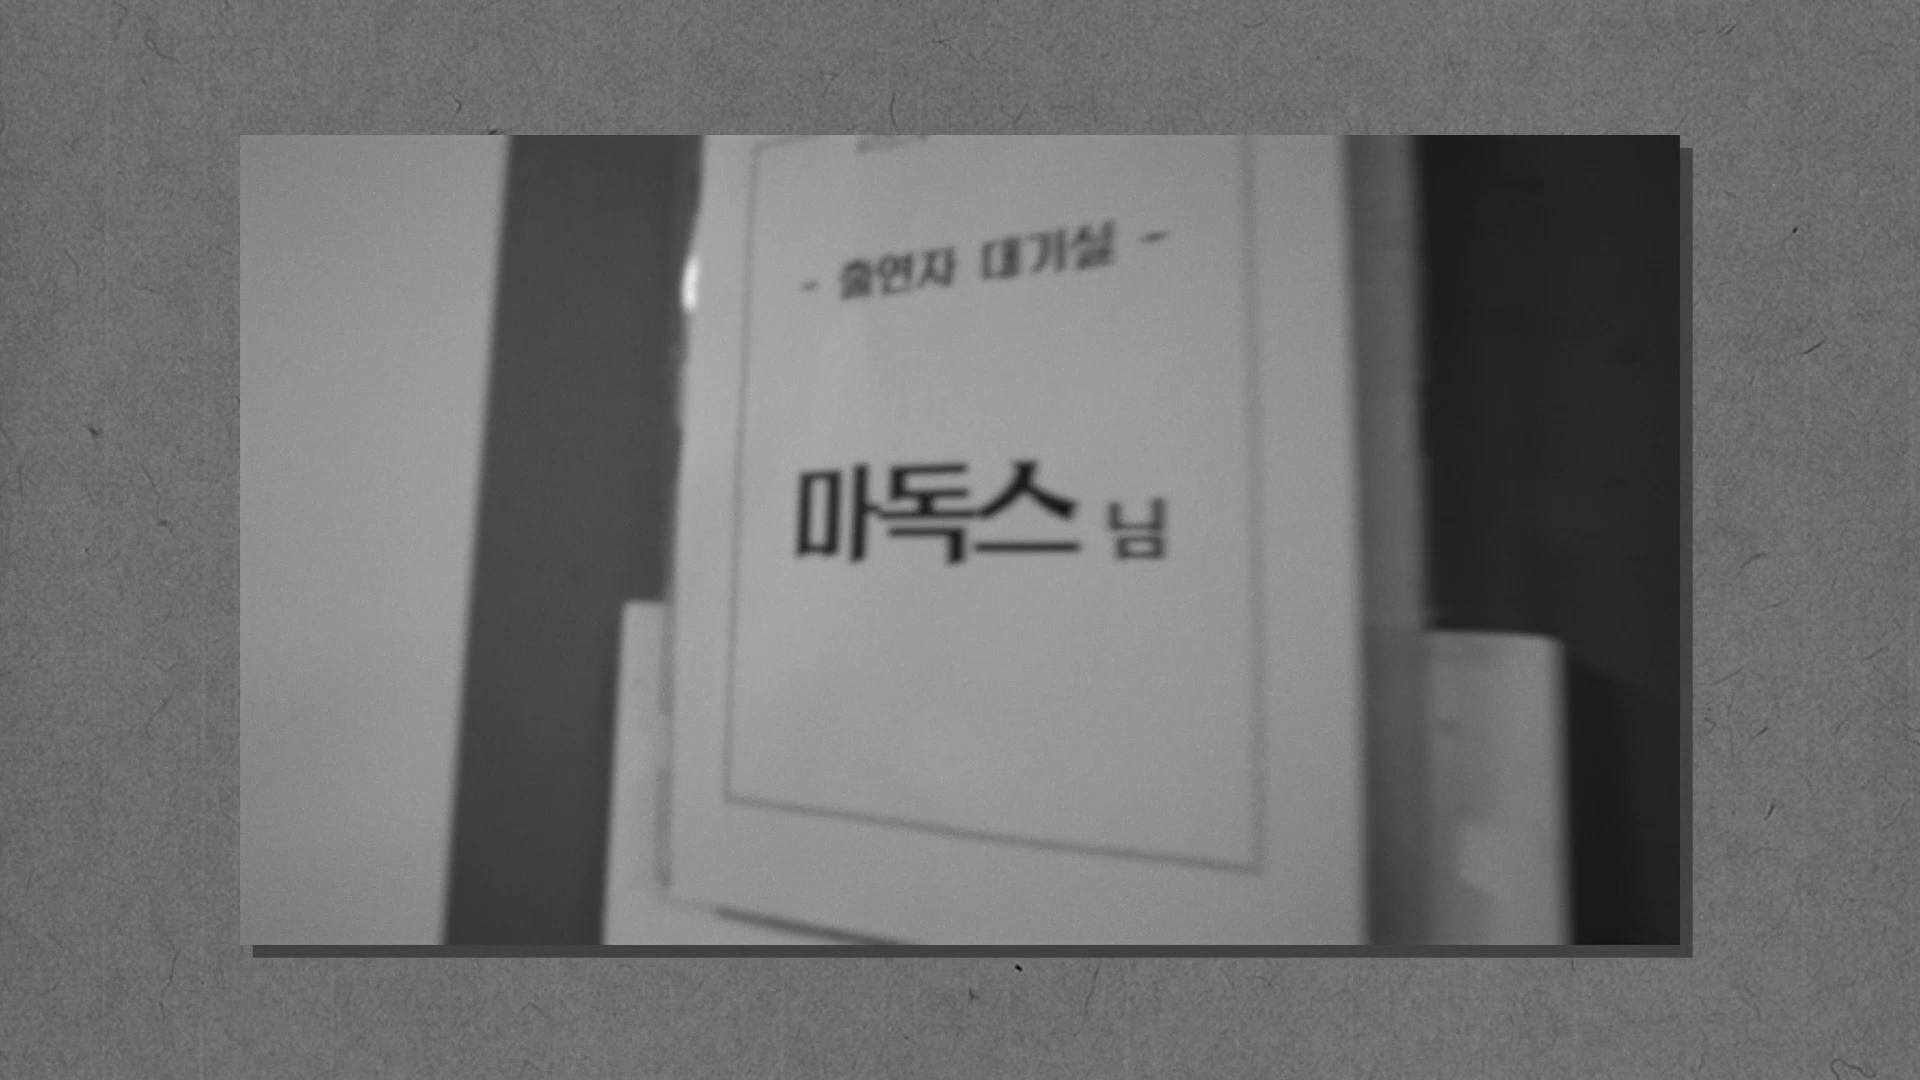 - 출연자 대기실 -
마독스 님